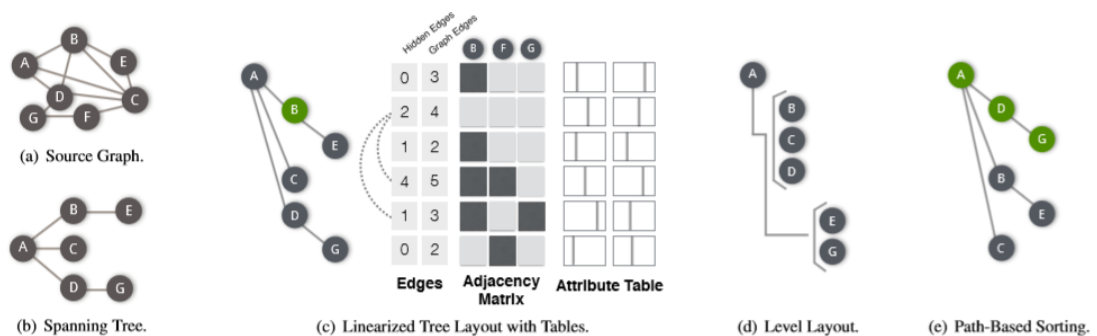 A
B
E
D
C
G
F
(a) Source Graph.
B
E
A
C
D
G
(b) Spanning Tree.
A
B
E
C
D
G
Hidden Edges
Graph Edges
B F G
0 3
2 4
1 2
4 5
1 3
0 2
Edges
Adjacency
Matrix
Attribute Table
(c) Linearized Tree Layout with Tables.
A
B
C
D
E
G
(d) Level Layout.
A
D
G
B
E
C
(e) Path-Based Sorting.